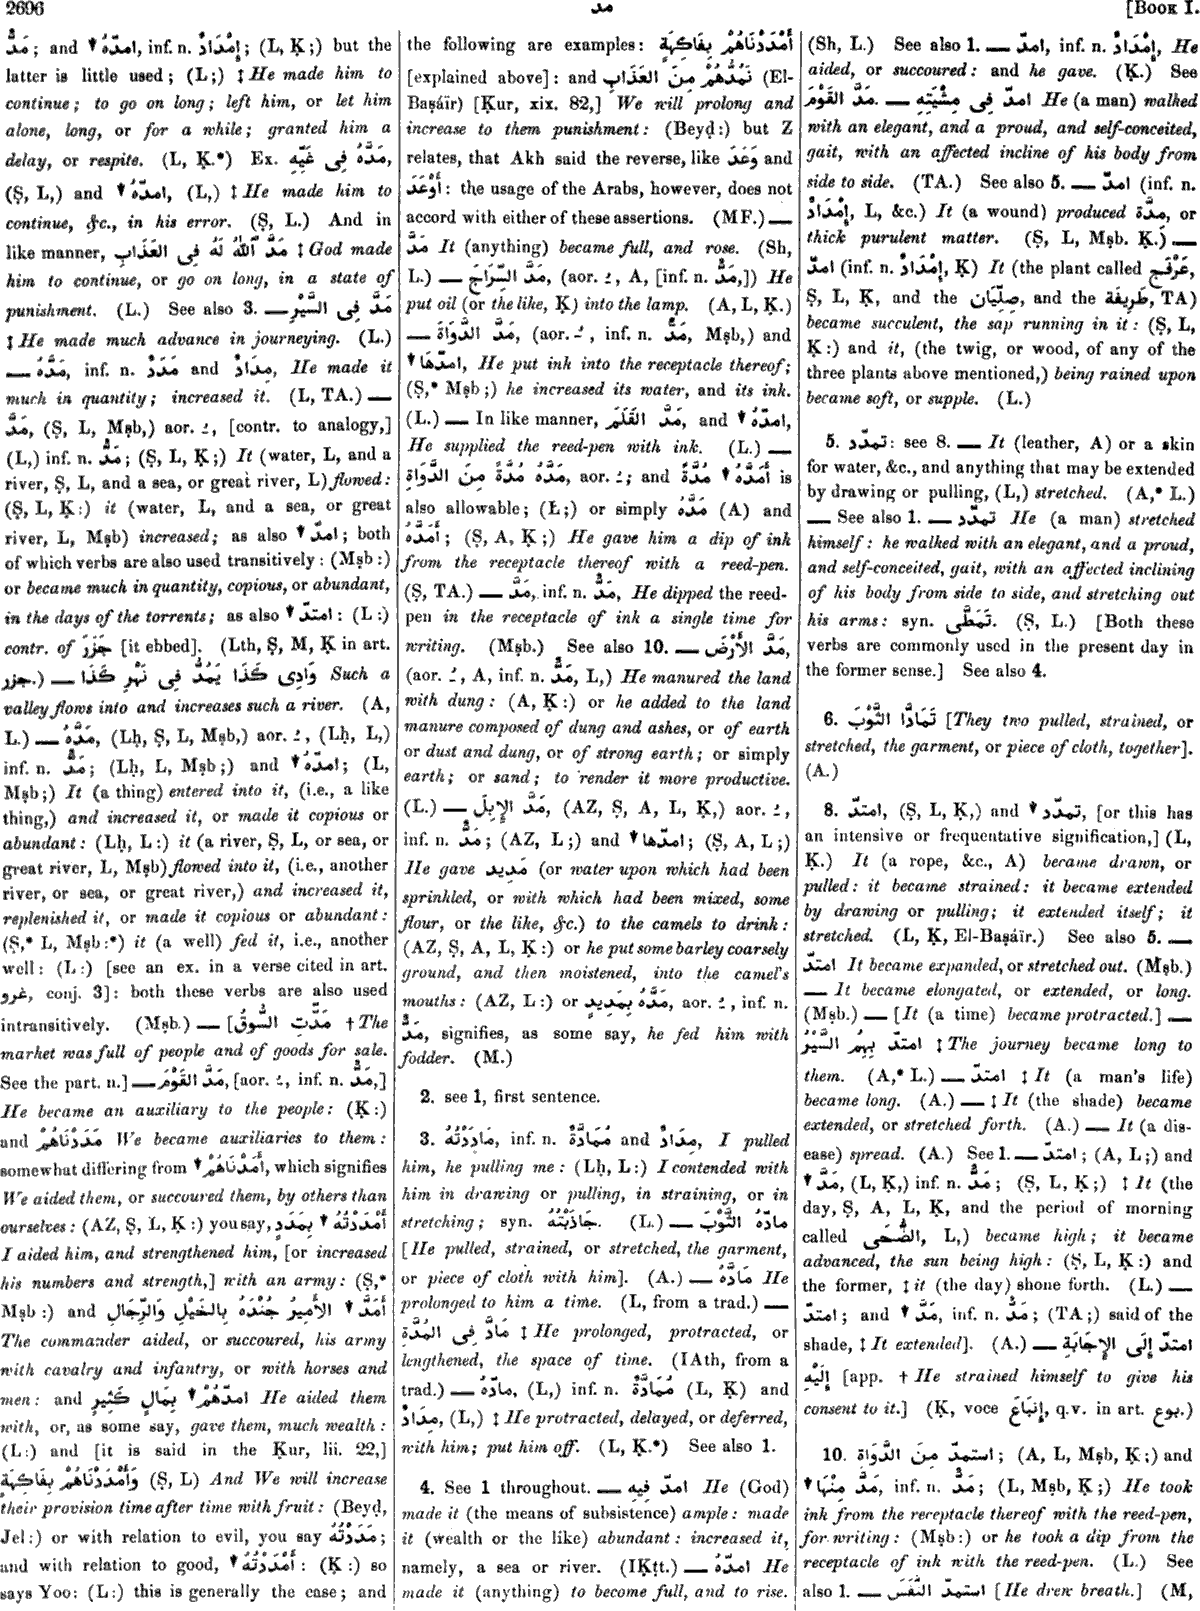 2696
مد
[BOOK I.
مَدٌّ; and ↑ امدّهُ, inf. n. إِمْدَادٌ; (L, Ḳ;) but the
latter is little used; (L;) ‡ He made him to
continue; to go on long; left him, or let him
alone, long, or for a while; granted him a
delay, or respite. (L, Ḳ.*) Ex. مَدَّهُ فِى غَيِّهِ,
(Ṣ, L,) and ↑ امدّهُ, (L,) ‡ He made him to
continue, &c., in his error. (Ṣ, L.) And in
like manner, مَدَّ ٱللّٰهُ لَهُ فِى العَذَابِ ‡ God made
him to continue, or go on long, in a state of
punishment. (L.) See also 3. — مَدَّ فِى السَّيْرِ
‡ He made much advance in journeying. (L.)
— مَدَّهُ, inf. n. مَدَدٌ and مِدَادٌ, He made it
much in quantity; increased it. (L, TA.) —
مَدَّ, (Ṣ, L, Mṣb,) aor. ـُ, [contr. to analogy,]
(L,) inf. n. مَدٌّ; (Ṣ, L, Ḳ;) It (water, L, and a
river, Ṣ, L, and a sea, or great river, L) flowed:
(Ṣ, L, Ḳ:) it (water, L, and a sea, or great
river, L, Mṣb) increased; as also ↑ امدّ; both
of which verbs are also used transitively: (Mṣb:)
or became much in quantity, copious, or abundant,
in the days of the torrents; as also ↑ امتدّ: (L:)
contr. of جَزَرَ [it ebbed]. (Lth, Ṣ, M, Ḳ in art.
جزر.) — وَادِى كَذَا يَمُدُّ فِى نَهْرِ كَذَا Such a
valley flows into and increases such a river. (A,
L.) — مَدَّهُ, (Lḥ, Ṣ, L, Mṣb,) aor. ـُ, (Lḥ, L,)
inf. n. مَدٌّ; (Lḥ, L, Mṣb;) and ↑ امدّهُ; (L,
Mṣb;) It (a thing) entered into it, (i.e., a like
thing,) and increased it, or made it copious or
abundant: (Lḥ, L:) it (a river, Ṣ, L, or sea, or
great river, L, Mṣb) flowed into it, (i.e., another
river, or sea, or great river,) and increased it,
replenished it, or made it copious or abundant:
(Ṣ,* L, Mṣb:*) it (a well) fed it, i.e., another
well: (L:) [see an ex. in a verse cited in art.
غرو, conj. 3]: both these verbs are also used
intransitively. (Mṣb.) — [مَدَّتِ السُّوقُ † The
market was full of people and of goods for sale.
See the part. n.] — مَدَّ القَوْمَ, [aor. ـُ, inf. n. مَدٌّ,]
He became an auxiliary to the people: (Ḳ:)
and مَدَدْنَاهُمْ We became auxiliaries to them:
somewhat differing from ↑ أَمْدَدْنَاهُمْ, which signifies
We aided them, or succoured them, by others than
ourselves: (AZ, Ṣ, L, Ḳ:) you say, ↑ أَمْدَدْتُهُ بِمَدَدٍ
I aided him, and strengthened him, [or increased
his numbers and strength,] with an army: (Ṣ,*
Mṣb:) and ↑ أَمَدَّ الأَمِيرُ جُنْدَهُ بِالخَيْلِ وَالرِّجَالِ
The commander aided, or succoured, his army
with cavalry and infantry, or with horses and
men: and ↑ امدّهُمْ بِمَالٍ كَثِيرٍ He aided them
with, or, as some say, gave them, much wealth:
(L:) and [it is said in the Ḳur, lii. 22,]
وَأَمْدَدْنَاهُمْ بِفَاكِهَةٍ (Ṣ, L) And We will increase
their provision time after time with fruit: (Beyḍ,
Jel:) or with relation to evil, you say مَدَدْتُهُ;
and with relation to good, ↑ أَمْدَدْتُهُ: (Ḳ:) so
says Yoo: (L:) this is generally the case; and
the following are examples: أَمْدَدْنَاهُمْ بِفَاكِهَةٍ
[explained above]: and نَمُدُّهُمْ مِنَ العَذَابِ (El-
Baṣáïr) [Ḳur, xix. 82,] We will prolong and
increase to them punishment: (Beyḍ:) but Z
relates, that Akh said the reverse, like وَعَدَ and
أَوْعَدَ: the usage of the Arabs, however, does not
accord with either of these assertions. (MF.) —
مَدَّ It (anything) became full, and rose. (Sh,
L.) — مَدَّ السِّرَاجَ, (aor. ـُ, A, [inf. n. مَدٌّ,]) He
put oil (or the like, Ḳ) into the lamp. (A, L, Ḳ.)
— مَدَّ الدَّوَاةَ, (aor. ـُ, inf. n. مَدٌّ, Mṣb,) and
↑ امدّها, He put ink into the receptacle thereof;
(Ṣ,* Mṣb;) he increased its water, and its ink.
(L.) — In like manner, مَدَّ القَلَمَ, and ↑ امدّهُ,
He supplied the reed-pen with ink. (L.) —
مَدَّهُ مُدَّةً مِنَ الدَّوَاةِ, aor. ـُ; and ↑ أَمَدَّهُ مُدَّةً is
also allowable; (L;) or simply مَدَّهُ (A) and
أَمَدَّهُ; (Ṣ, A, Ḳ;) He gave him a dip of ink
from the receptacle thereof with a reed-pen.
(Ṣ, TA.) — مَدَّ, inf. n. مَدٌّ, He dipped the reed-
pen in the receptacle of ink a single time for
writing. (Mṣb.) See also 10. — مَدَّ الأَرْضَ,
(aor. ـُ, A, inf. n. مَدٌّ, L,) He manured the land
with dung: (A, Ḳ:) or he added to the land
manure composed of dung and ashes, or of earth
or dust and dung, or of strong earth; or simply
earth; or sand; to render it more productive.
(L.) — مَدَّ الإِبِلَ, (AZ, Ṣ, A, L, Ḳ,) aor. ـُ,
inf. n. مَدٌّ; (AZ, L;) and ↑ امدّها; (Ṣ, A, L;)
He gave مَدِيد (or water upon which had been
sprinkled, or with which had been mixed, some
flour, or the like, &c.) to the camels to drink:
(AZ, Ṣ, A, L, Ḳ:) or he put some barley coarsely
ground, and then moistened, into the camel's
mouths: (AZ, L:) or مَدَّهُ بِمَدِيدٍ, aor. ـُ, inf. n.
مَدٌّ, signifies, as some say, he fed him with
fodder. (M.)
2. see 1, first sentence.
3. مَادَدْتُهُ, inf. n. مُمَادَّةٌ and مِدَادٌ, I pulled
him, he pulling me: (Lḥ, L:) I contended with
him in drawing or pulling, in straining, or in
stretching; syn. جَاذَبْتُهُ. (L.) — مادّهُ الثَّوْبَ
[He pulled, strained, or stretched, the garment,
or piece of cloth with him]. (A.) — مَادَّهُ He
prolonged to him a time. (L, from a trad.) —
مَادَّ فِى المُدَّةِ ‡ He prolonged, protracted, or
lengthened, the space of time. (IAth, from a
trad.) — مادّهُ, (L,) inf. n. مُمَادَّةٌ (L, Ḳ) and
مِدَادٌ, (L,) ‡ He protracted, delayed, or deferred,
with him; put him off. (L, Ḳ.*) See also 1.
4. See 1 throughout. — امدّ فِيهِ He (God)
made it (the means of subsistence) ample: made
it (wealth or the like) abundant: increased it,
namely, a sea or river. (IḲṭṭ.) — امدّهُ He
made it (anything) to become full, and to rise.
(Sh, L.) See also 1. — امدّ, inf. n. إِمْدَادٌ, He
aided, or succoured: and he gave. (Ḳ.) See
مَدَّ القَوْمَ. — امدّ فِى مِشْيَتِهِ He (a man) walked
with an elegant, and a proud, and self-conceited,
gait, with an affected incline of his body from
side to side. (TA.) See also 5. — امدّ (inf. n.
إِمْدَادٌ, L, &c.) It (a wound) produced مِدَّة, or
thick purulent matter. (Ṣ, L, Mṣb. Ḳ.) —
امدّ (inf. n. إِمْدَادٌ, Ḳ) It (the plant called عَرْفَج,
Ṣ, L, Ḳ, and the صِلِّيَان, and the طَرِيفَة, TA)
became succulent, the sap running in it: (Ṣ, L,
Ḳ:) and it, (the twig, or wood, of any of the
three plants above mentioned,) being rained upon
became soft, or supple. (L.)
5. تمدّد: see 8. — It (leather, A) or a skin
for water, &c., and anything that may be extended
by drawing or pulling, (L,) stretched. (A,* L.)
— See also 1. — تمدّد He (a man) stretched
himself: he walked with an elegant, and a proud,
and self-conceited, gait, with an affected inclining
of his body from side to side, and stretching out
his arms: syn. تَمَطَّى. (Ṣ, L.) [Both these
verbs are commonly used in the present day in
the former sense.] See also 4.
6. تَمَادَّا الثَّوْبَ [They two pulled, strained, or
stretched, the garment, or piece of cloth, together].
(A.)
8. امتدّ, (Ṣ, L, Ḳ,) and ↑ تمدّد, [or this has
an intensive or frequentative signification,] (L,
Ḳ.) It (a rope, &c., A) became drawn, or
pulled: it became strained: it became extended
by drawing or pulling; it extended itself; it
stretched. (L, Ḳ, El-Baṣáïr.) See also 5. —
امتدّ It became expanded, or stretched out. (Mṣb.)
— It became elongated, or extended, or long.
(Mṣb.) — [It (a time) became protracted.] —
امتدّ بِهِمُ السَّيْرُ ‡ The journey became long to
them. (A,* L.) — امتدّ ‡ It (a man's life)
became long. (A.) — ‡ It (the shade) became
extended, or stretched forth. (A.) — It (a dis-
ease) spread. (A.) See 1. — امتدّ; (A, L;) and
↑ مَدَّ, (L, Ḳ,) inf. n. مَدٌّ; (Ṣ, L, Ḳ;) ‡ It (the
day, Ṣ, A, L, Ḳ, and the period of morning
called الضُّحَى, L,) became high; it became
advanced, the sun being high: (Ṣ, L, Ḳ:) and
the former, ‡ it (the day) shone forth. (L.) —
امتدّ; and ↑ مَدَّ, inf. n. مَدٌّ; (TA;) said of the
shade, ‡ It extended]. (A.) — امتدّ إِلَى الإِجَابَةِ
إِلَيْهِ [app. † He strained himself to give his
consent to it.] (Ḳ, voce إِنْبَاعَ, q.v. in art. بوع.)
10. استمدّ مِنَ الدَّوَاةِ; (A, L, Mṣb, Ḳ;) and
↑ مَدَّ مِنْهَا, inf. n. مَدٌّ; (L, Mṣb, Ḳ;) He took
ink from the receptacle thereof with the reed-pen,
for writing: (Mṣb:) or he took a dip from the
receptacle of ink with the reed-pen. (L.) See
also 1. — استمدّ النَّفَسَ [He drew breath.] (M,